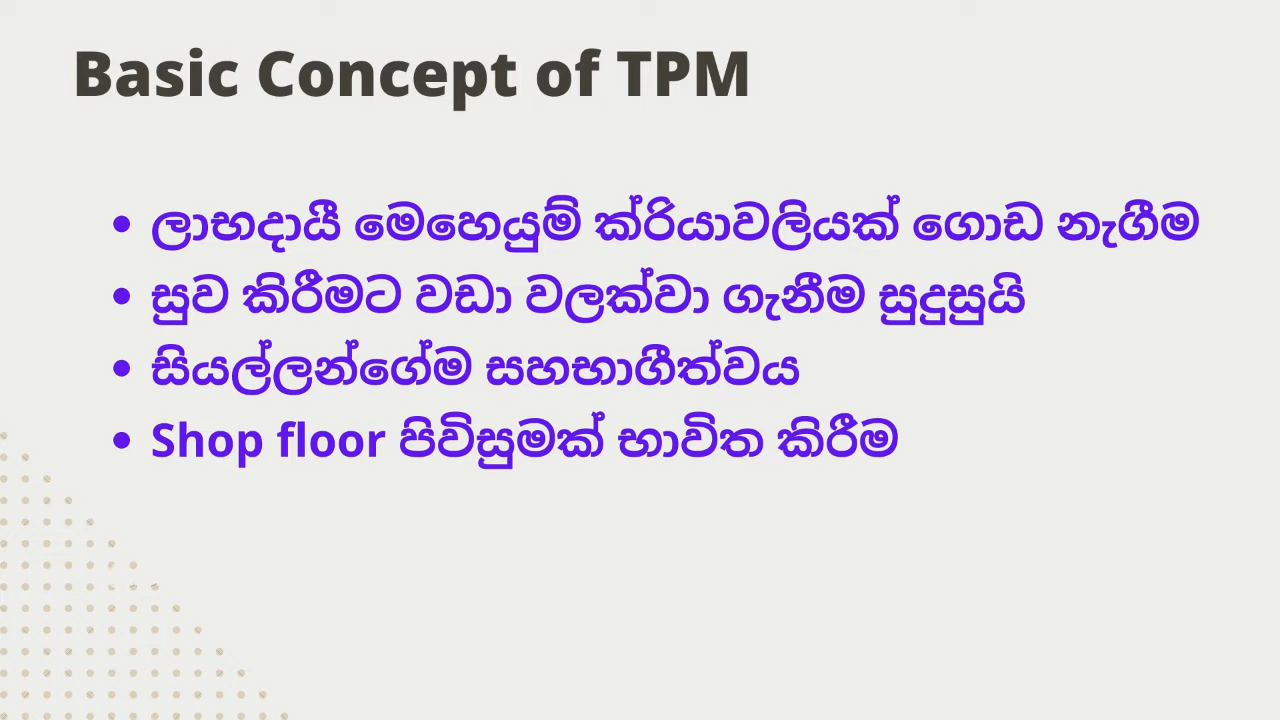 Basic Concept of TPM
• ලාභදායී මෙහෙයුම් ක්රියාවලියක් ගොඩ නැගීම
• සුව කිරීමට වඩා වලක්වා ගැනීම සුදුසුයි
• සියල්ලන්ගේම සහභාගීත්වය
• Shop floor පිවිසුමක් භාවිත කිරීම